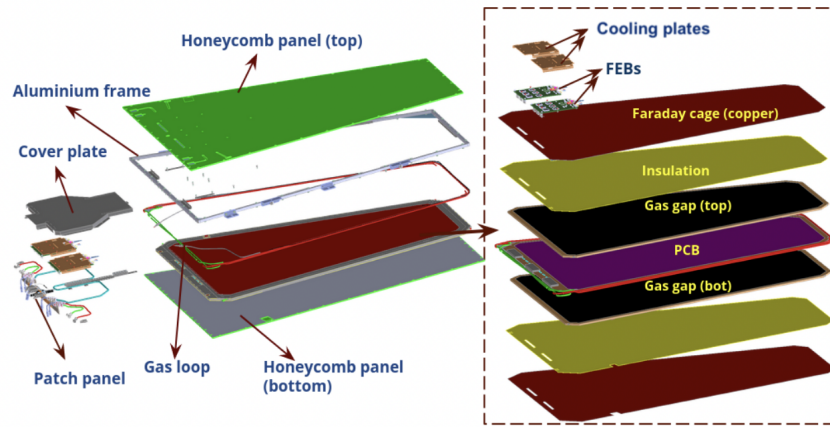 Honeycomb panel (top)
Aluminium frame
Cover plate
Patch panel
Gas loop
Honeycomb panel
(bottom)
Cooling plates
FEBs
Faraday cage (copper)
Insulation
Gas gap (top)
PCB
Gas gap (bot)